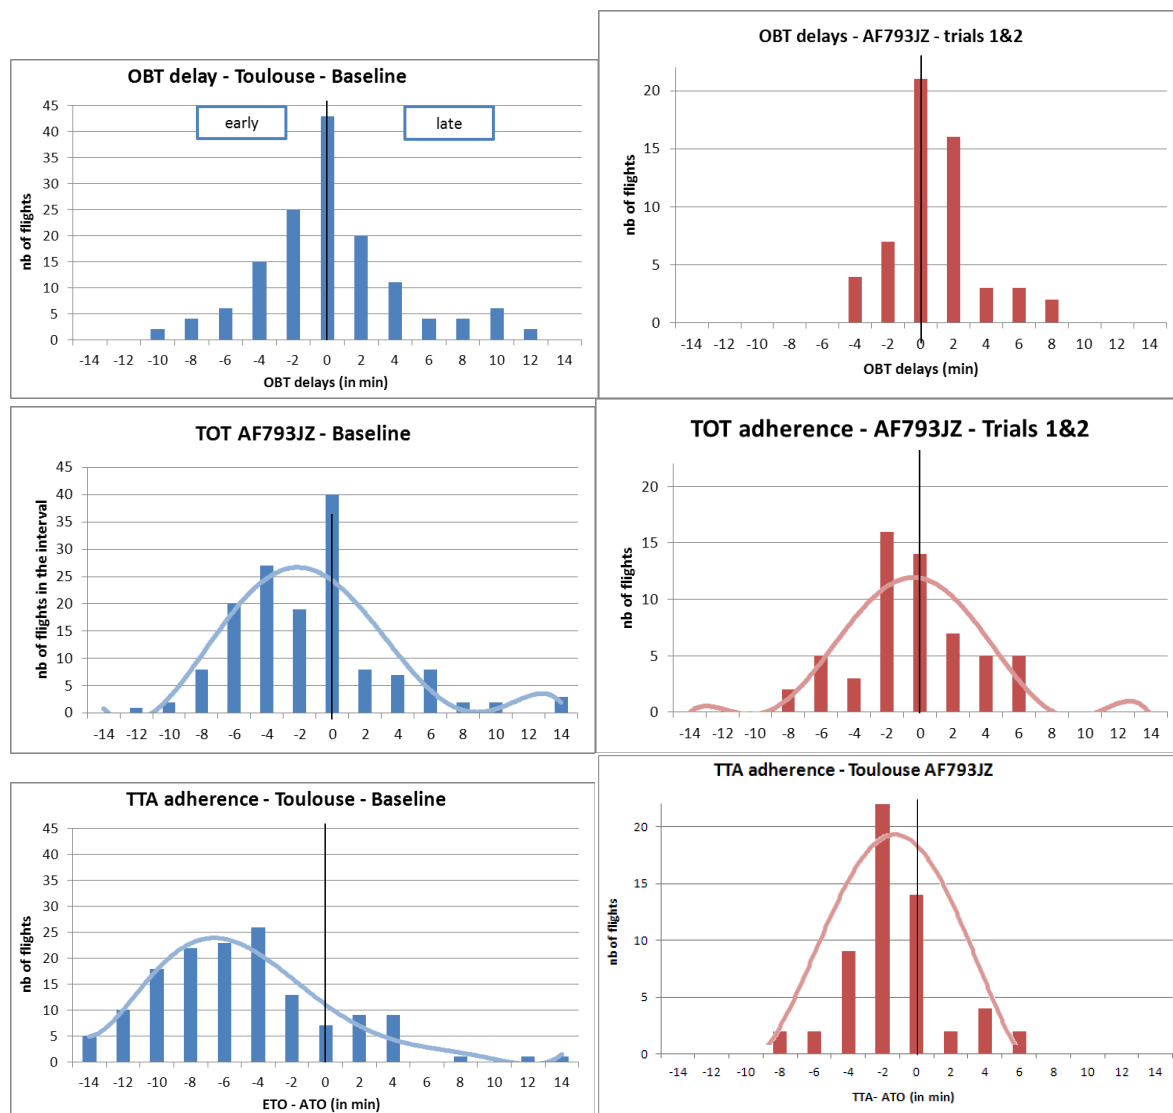 OBT delay - Toulouse - Baseline
early
late
45
40
35
30
25
20
15
10
5
0
nb of flights
-14 -12 -10 -8 -6 -4 -2 0 2 4 6 8 10 12 14
OBT delays (in min)
OBT delays - AF793JZ - trials 1&2
20
15
10
5
0
nb of flights
-14 -12 -10 -8 -6 -4 -2 0 2 4 6 8 10 12 14
OBT delays (min)
TOT AF793JZ - Baseline
45
40
35
30
25
20
15
10
5
0
nb of flights in the interval
-14 -12 -10 -8 -6 -4 -2 0 2 4 6 8 10 12 14
TOT adherence - AF793JZ - Trials 1&2
20
15
10
5
0
nb of flights
-14 -12 -10 -8 -6 -4 -2 0 2 4 6 8 10 12 14
TTA adherence - Toulouse - Baseline
45
40
35
30
25
20
15
10
5
0
nb of flights
-14 -12 -10 -8 -6 -4 -2 0 2 4 6 8 10 12 14
ETO - ATO (in min)
TTA adherence - Toulouse AF793JZ
20
15
10
5
0
nb of flights
-14 -12 -10 -8 -6 -4 -2 0 2 4 6 8 10 12 14
TTA- ATO (in min)